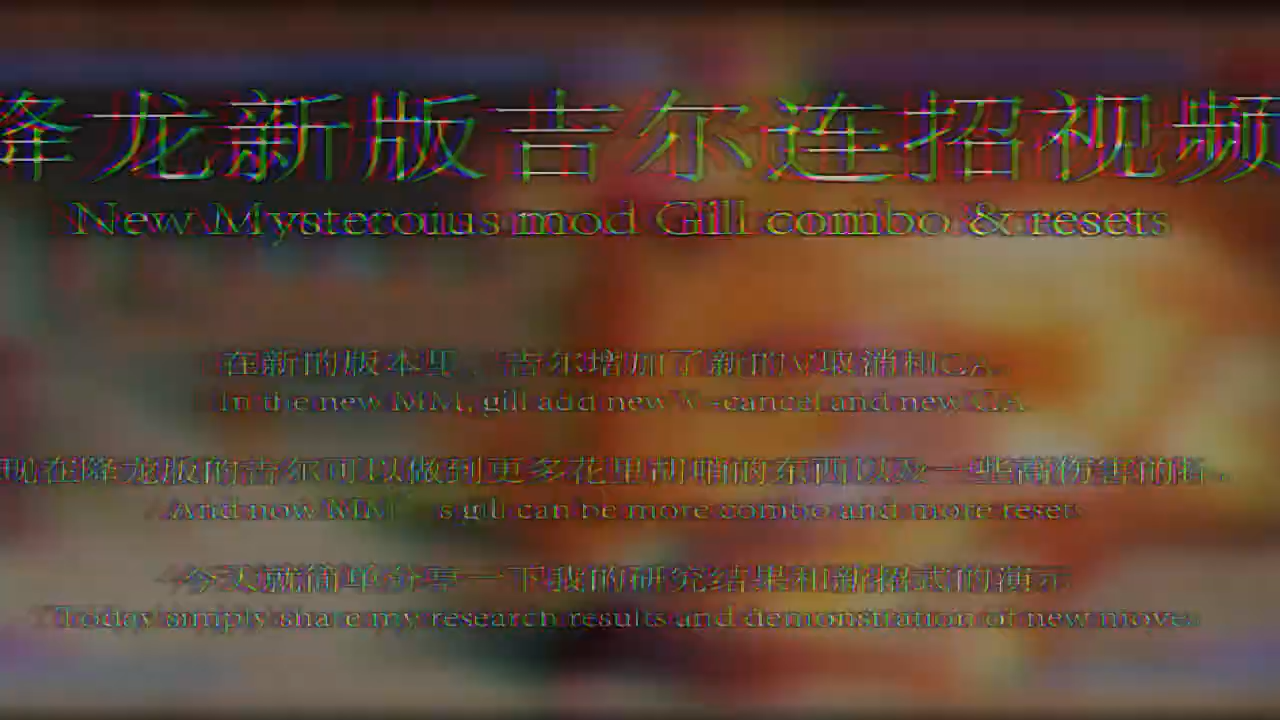 降龙新版吉尔连招视频
New Mysteroius mod Gill combo & resets
在新的版本里，吉尔增加了新的V取消和CA.
In the new MM, gill add new V-cancel and new CA
现在降龙版的吉尔可以做到更多花里胡哨的东西以及一些高伤害的
And now MM's gill can be more combo and more reset
今天就简单分享一下我的研究结果和新招式的演示
Today simply share my research results and demonstration of new moves